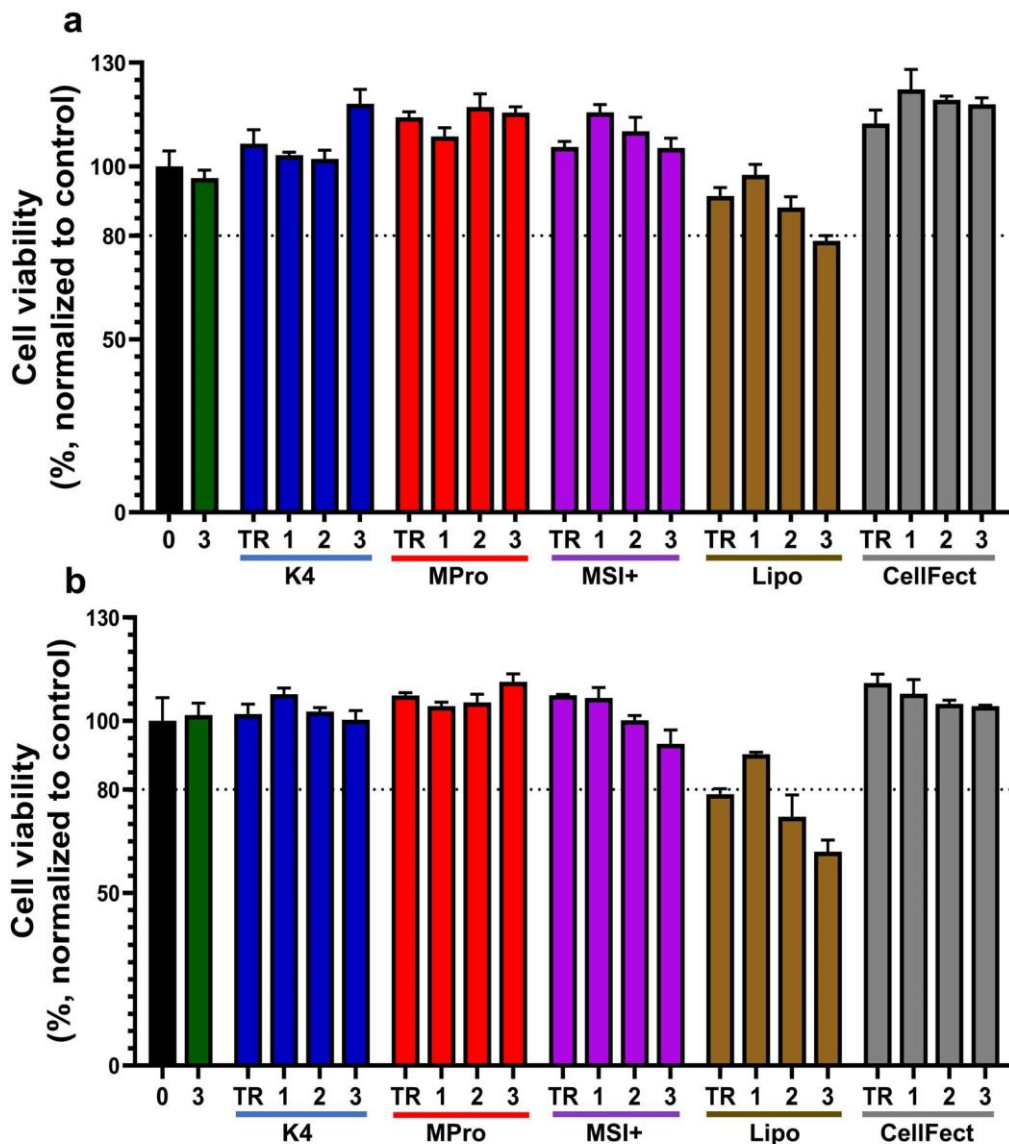 a
Cell viability
(%, normalized to control)
130
100
80
50
0
0 3 TR 1 2 3 TR 1 2 3 TR 1 2 3 TR 1 2 3 TR 1 2 3
K4 MPro MSI+ Lipo CellFect
b
Cell viability
(%, normalized to control)
130
100
80
50
0
0 3 TR 1 2 3 TR 1 2 3 TR 1 2 3 TR 1 2 3 TR 1 2 3
K4 MPro MSI+ Lipo CellFect